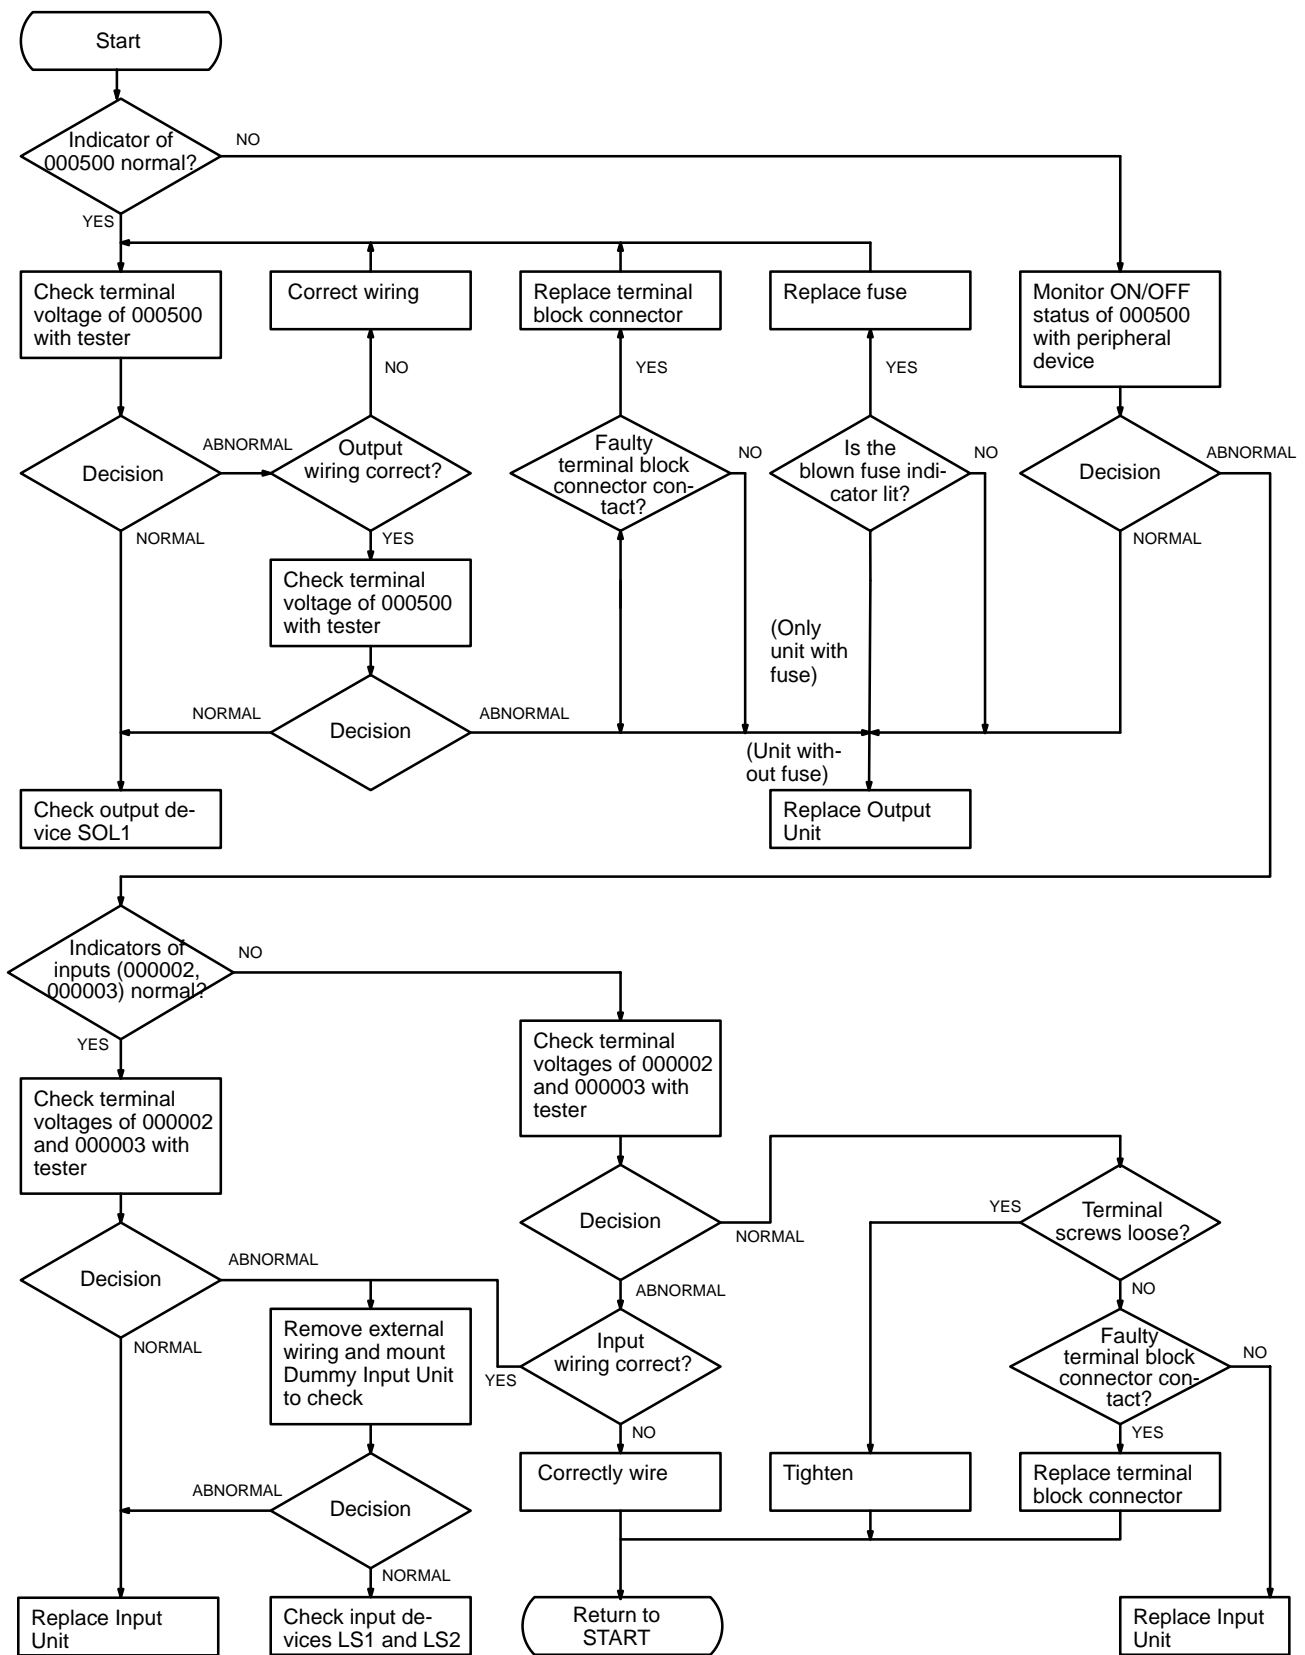 Start
Indicator of
000500 normal?
NO
YES
Check terminal
voltage of 000500
with tester
Correct wiring
Replace terminal
block connector
Replace fuse
Monitor ON/OFF
status of 000500
with peripheral
device
NO
YES
YES
Decision
ABNORMAL
Output
wiring correct?
Faulty
terminal block
connector con-
tact?
NO
Is the
blown fuse indi-
cator lit?
NO
Decision
ABNORMAL
NORMAL
YES
NORMAL
Check terminal
voltage of 000500
with tester
(Only
unit with
fuse)
NORMAL
Decision
ABNORMAL
(Unit with-
out fuse)
Check output de-
vice SOL1
Replace Output
Unit
Indicators of
inputs (000002,
000003) normal?
NO
YES
Check terminal
voltages of 000002
and 000003 with
tester
Check terminal
voltages of 000002
and 000003 with
tester
Decision
NORMAL
YES
Terminal
screws loose?
Decision
ABNORMAL
ABNORMAL
NO
NORMAL
Remove external
wiring and mount
Dummy Input Unit
to check
YES
Input
wiring correct?
Faulty
terminal block
connector con-
tact?
NO
NO
YES
Correctly wire
Tighten
Replace terminal
block connector
ABNORMAL
Decision
NORMAL
Replace Input
Unit
Check input de-
vices LS1 and LS2
Return to
START
Replace Input
Unit